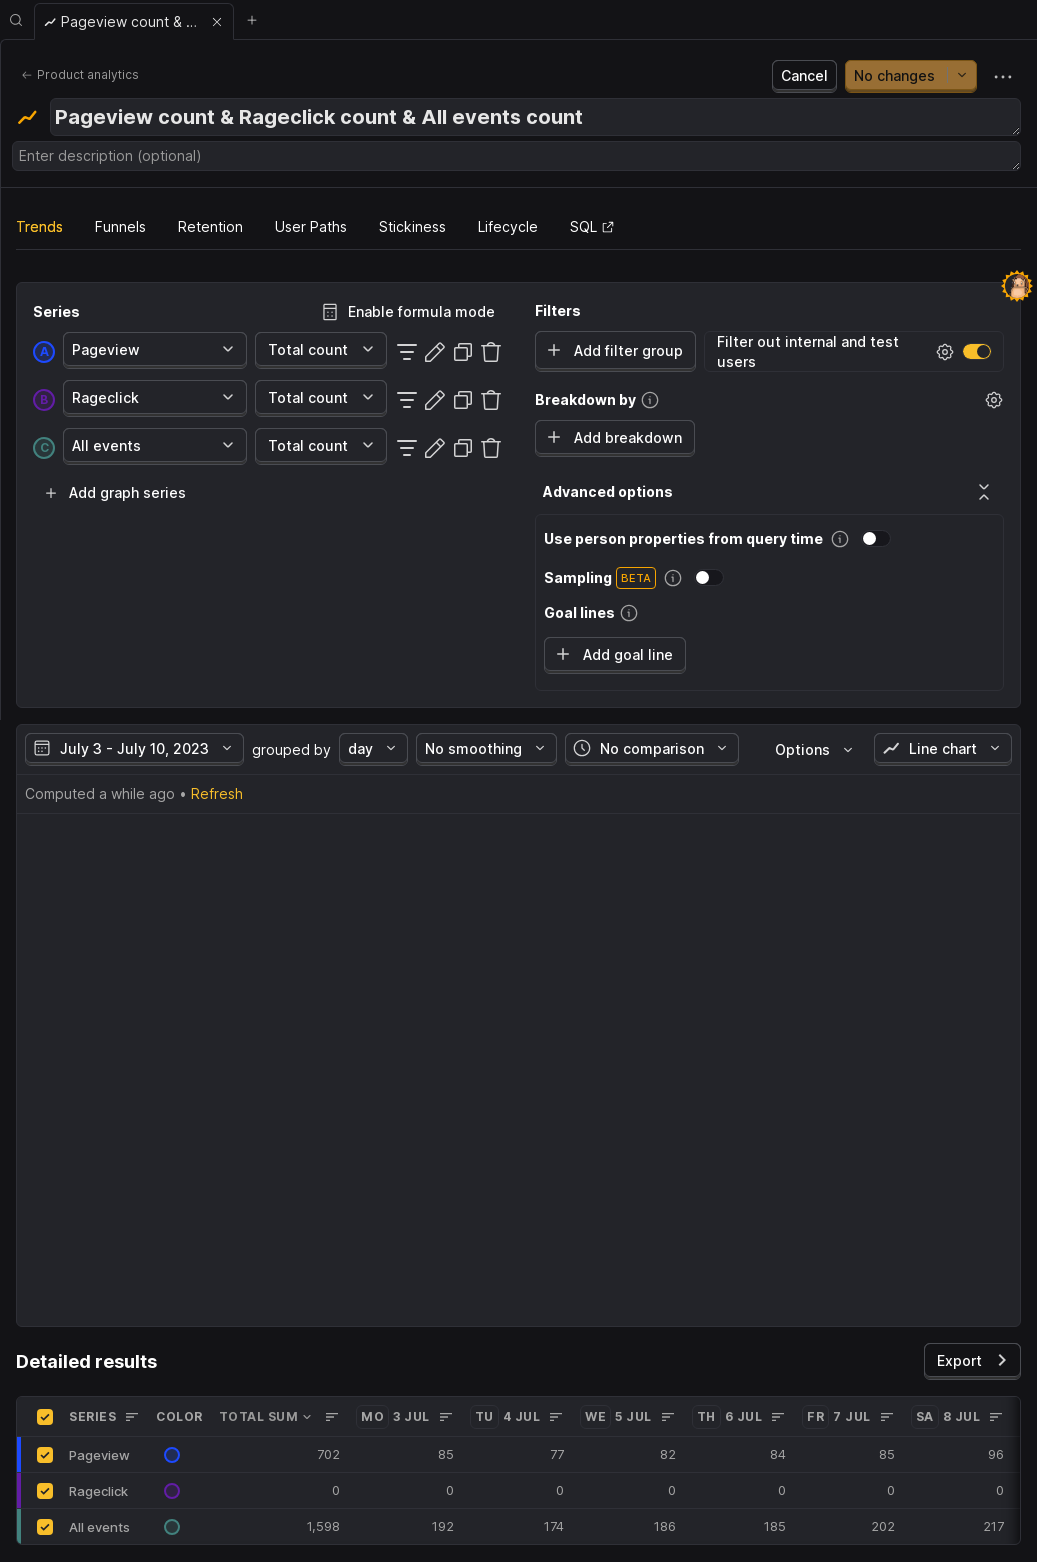 Pageview count & ...
Product analytics
Cancel
No changes
Pageview count & Rageclick count & All events count
Enter description (optional)
Trends Funnels Retention User Paths Stickiness Lifecycle SQL
Series
Enable formula mode
A Pageview Total count
B Rageclick Total count
C All events Total count
Add graph series
Filters
Add filter group
Filter out internal and test
users
Breakdown by
Add breakdown
Advanced options
Use person properties from query time
Sampling BETA
Goal lines
Add goal line
July 3 - July 10, 2023 grouped by day No smoothing No comparison Options Line chart
Computed a while ago • Refresh
Detailed results
Export
SERIES COLOR TOTAL SUM MO 3 JUL TU 4 JUL WE 5 JUL TH 6 JUL FR 7 JUL SA 8 JUL
Pageview 702 85 77 82 84 85 96
Rageclick 0 0 0 0 0 0 0
All events 1,598 192 174 186 185 202 217